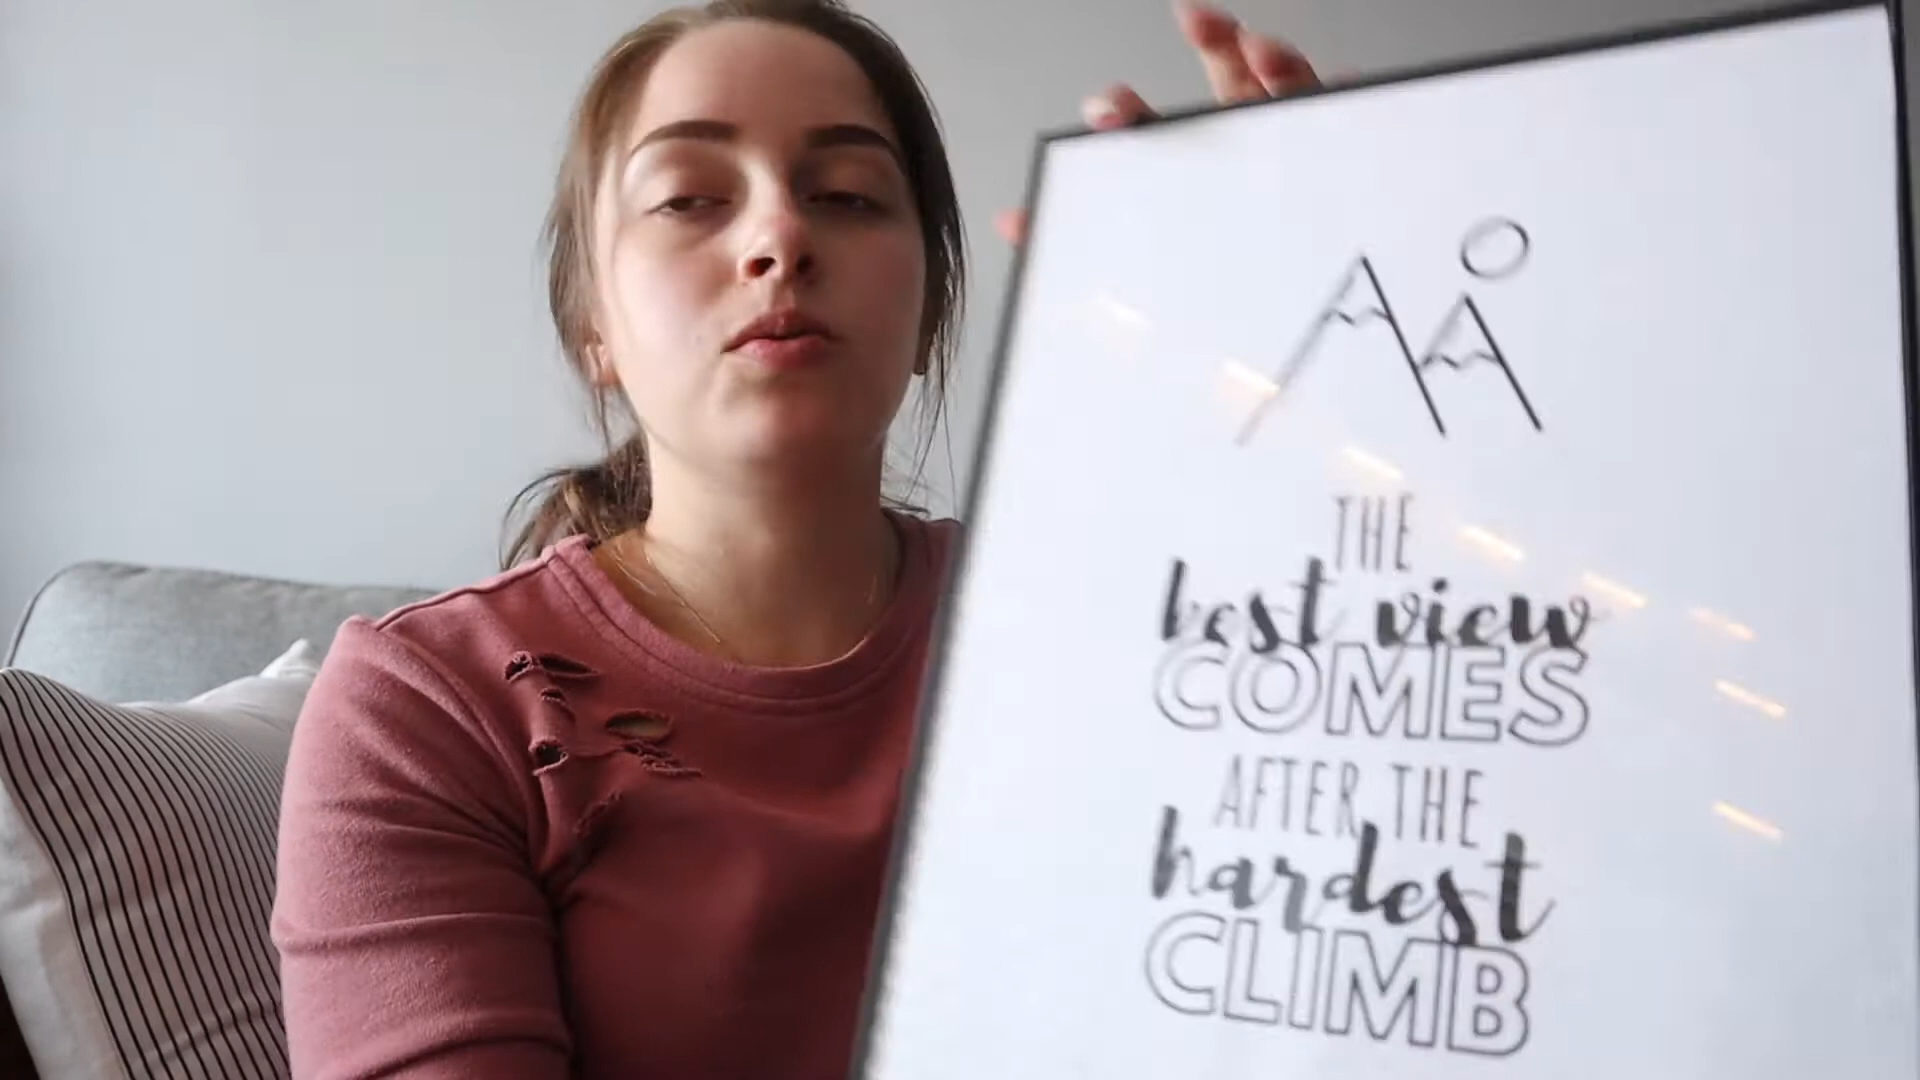 THE
best view
COMES
AFTER THE
hardest
CLIMB